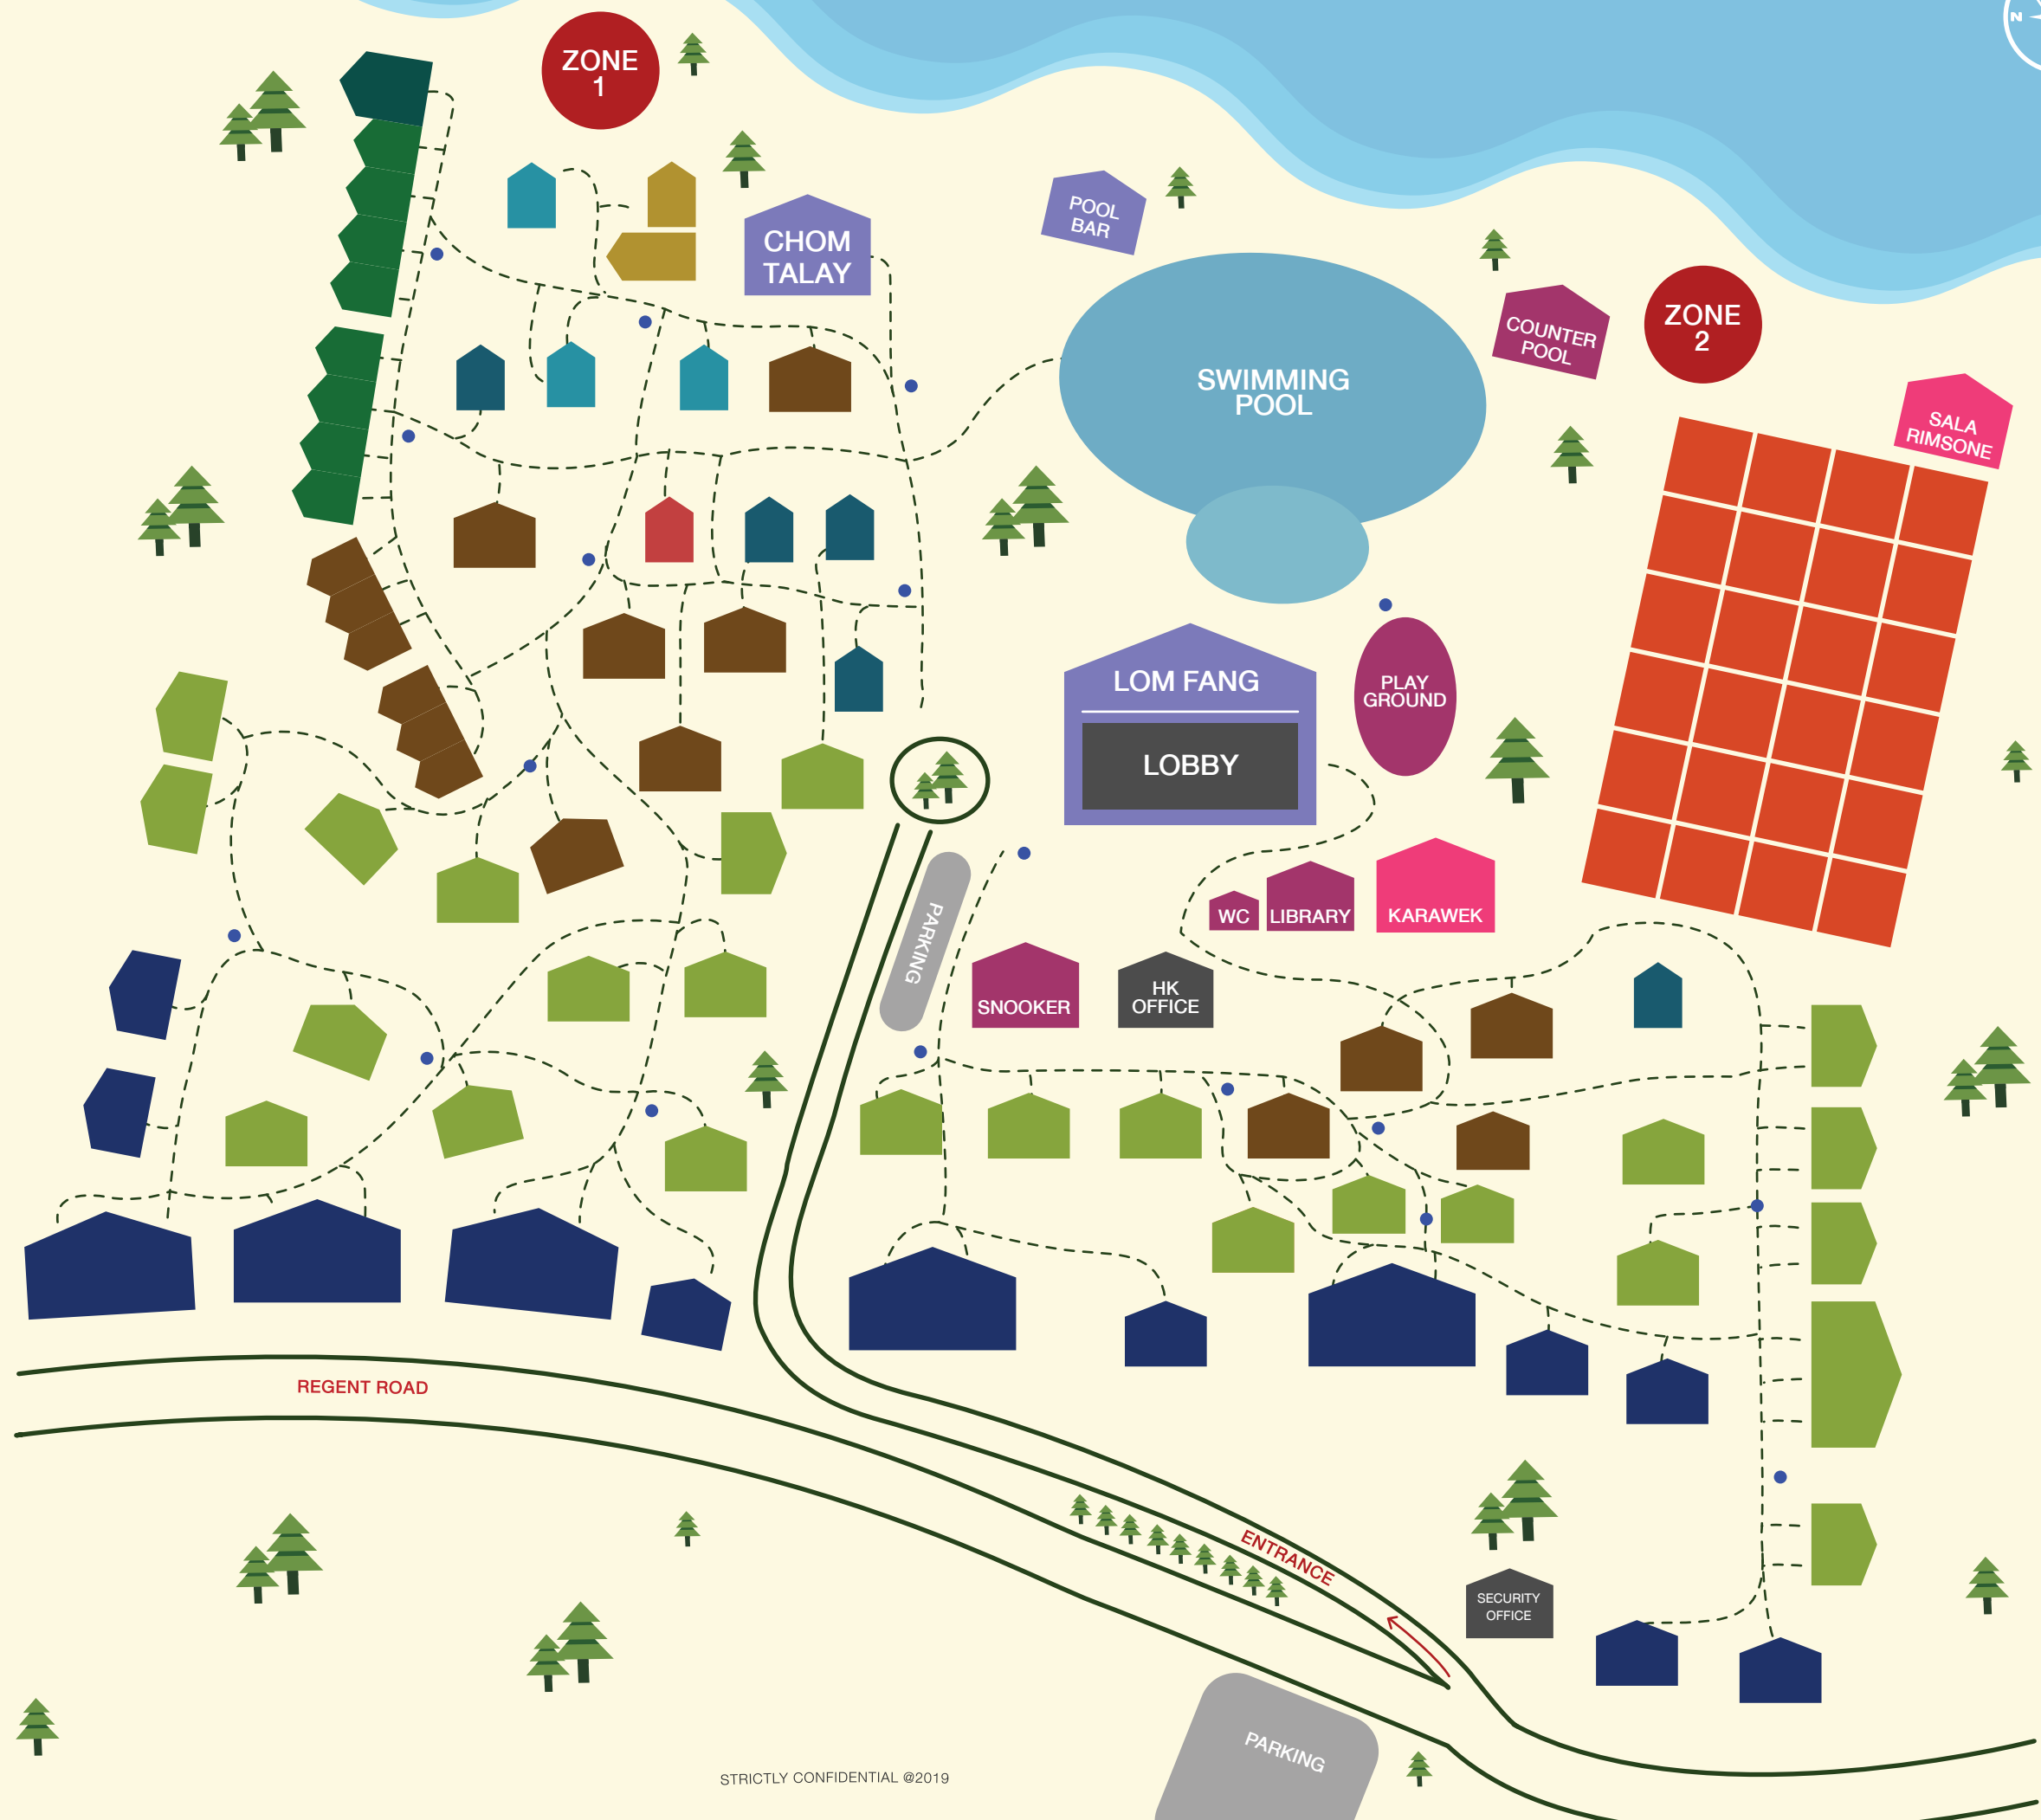 N
ZONE
1
CHOM
TALAY
POOL
BAR
SWIMMING
POOL
COUNTER
POOL
ZONE
2
SALA
RIMSONE
LOM FANG
LOBBY
PLAY
GROUND
PARKING
WC
LIBRARY
KARAWEK
SNOOKER
HK
OFFICE
REGENT ROAD
ENTRANCE
SECURITY
OFFICE
PARKING
STRICTLY CONFIDENTIAL @2019